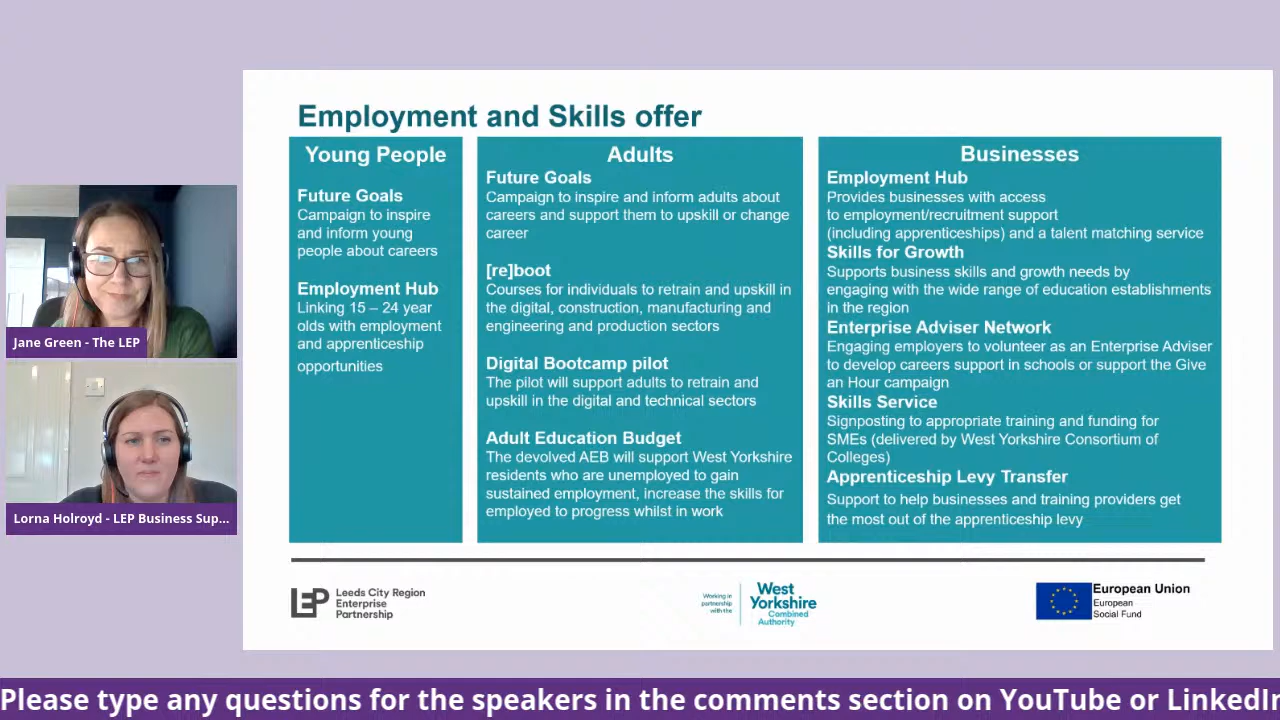 Employment and Skills offer
Young People
Future Goals
Campaign to inspire
and inform young
people about careers
Employment Hub
Linking 15 – 24 year
olds with employment
and apprenticeship
opportunities
Adults
Future Goals
Campaign to inspire and inform adults about
careers and support them to upskill or change
career
[re]boot
Courses for individuals to retrain and upskill in
the digital, construction, manufacturing and
engineering and production sectors
Digital Bootcamp pilot
The pilot will support adults to retrain and
upskill in the digital and technical sectors
Adult Education Budget
The devolved AEB will support West Yorkshire
residents who are unemployed to gain
sustained employment, increase the skills for
employed to progress whilst in work
Businesses
Employment Hub
Provides businesses with access
to employment/recruitment support
(including apprenticeships) and a talent matching service
Skills for Growth
Supports business skills and growth needs by
engaging with the wide range of education establishments
in the region
Enterprise Adviser Network
Engaging employers to volunteer as an Enterprise Adviser
to develop careers support in schools or support the Give
an Hour campaign
Skills Service
Signposting to appropriate training and funding for
SMEs (delivered by West Yorkshire Consortium of
Colleges)
Apprenticeship Levy Transfer
Support to help businesses and training providers get
the most out of the apprenticeship levy
Jane Green - The LEP
Lorna Holroyd - LEP Business Sup...
LEP
Leeds City Region
Enterprise
Partnership
Working in
partnership
with the
West
Yorkshire
Combined
Authority
European Union
European
Social Fund
Please type any questions for the speakers in the comments section on YouTube or LinkedIn